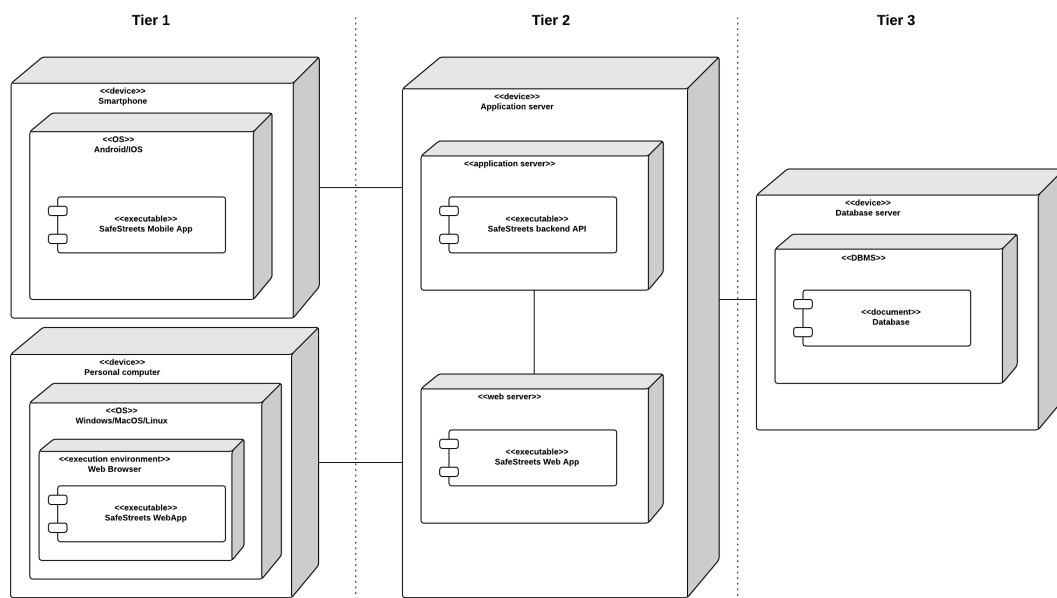 Tier 1
Tier 2
Tier 3
<<device>>
Smartphone
<<OS>>
Android/IOS
<<executable>>
SafeStreets Mobile App
<<device>>
Personal computer
<<OS>>
Windows/MacOS/Linux
<<execution environment>>
Web Browser
<<executable>>
SafeStreets WebApp
<<device>>
Application server
<<application server>>
<<executable>>
SafeStreets backend API
<<web server>>
<<executable>>
SafeStreets Web App
<<device>>
Database server
<<DBMS>>
<<document>>
Database